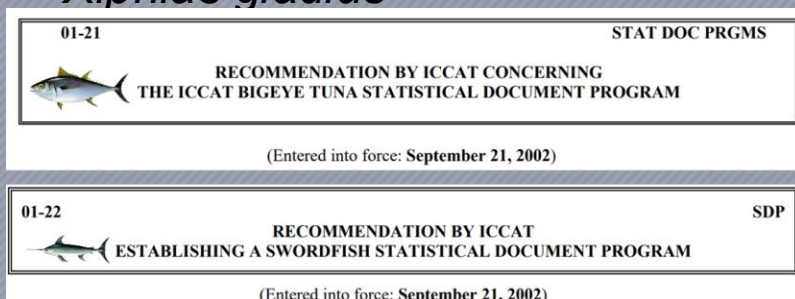 Xiphias gladius
01-21 STAT DOC PRGMS
RECOMMENDATION BY ICCAT CONCERNING
THE ICCAT BIGEYE TUNA STATISTICAL DOCUMENT PROGRAM
(Entered into force: September 21, 2002)
01-22 SDP
RECOMMENDATION BY ICCAT
ESTABLISHING A SWORDFISH STATISTICAL DOCUMENT PROGRAM
(Entered into force: September 21, 2002)